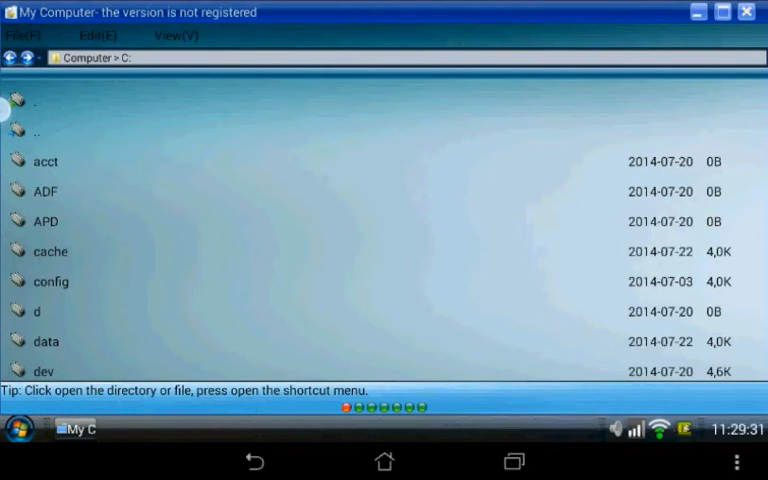 My Computer- the version is not registered
File(F) Edit(E) View(V)
Computer > C:
.
..
acct 2014-07-20 0B
ADF 2014-07-20 0B
APD 2014-07-20 0B
cache 2014-07-22 4,0K
config 2014-07-03 4,0K
d 2014-07-20 0B
data 2014-07-22 4,0K
dev 2014-07-20 4,6K
Tip: Click open the directory or file, press open the shortcut menu.
My C 11:29:31